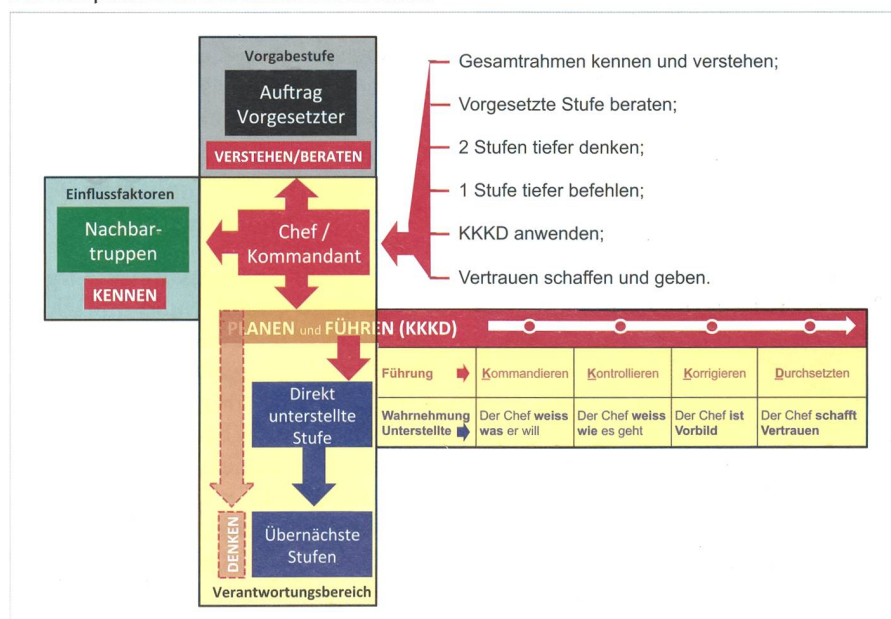 Vorgabestufe
Auftrag
Vorgesetzter
VERSTEHEN/BERATEN
Einflussfaktoren
Nachbar-
truppen
KENNEN
Chef /
Kommandant
Gesamtrahmen kennen und verstehen;
Vorgesetzte Stufe beraten;
2 Stufen tiefer denken;
1 Stufe tiefer befehlen;
KKKD anwenden;
Vertrauen schaffen und geben.
PLANEN und FÜHREN (KKKD)
Führung Kommandieren Kontrollieren Korrigieren Durchsetzten
Wahrnehmung Der Chef weiss Der Chef weiss Der Chef ist Der Chef schafft
Unterstellte was er will wie es geht Vorbild Vertrauen
Direkt
unterstellte
Stufe
DENKEN
Übernächste
Stufen
Verantwortungsbereich